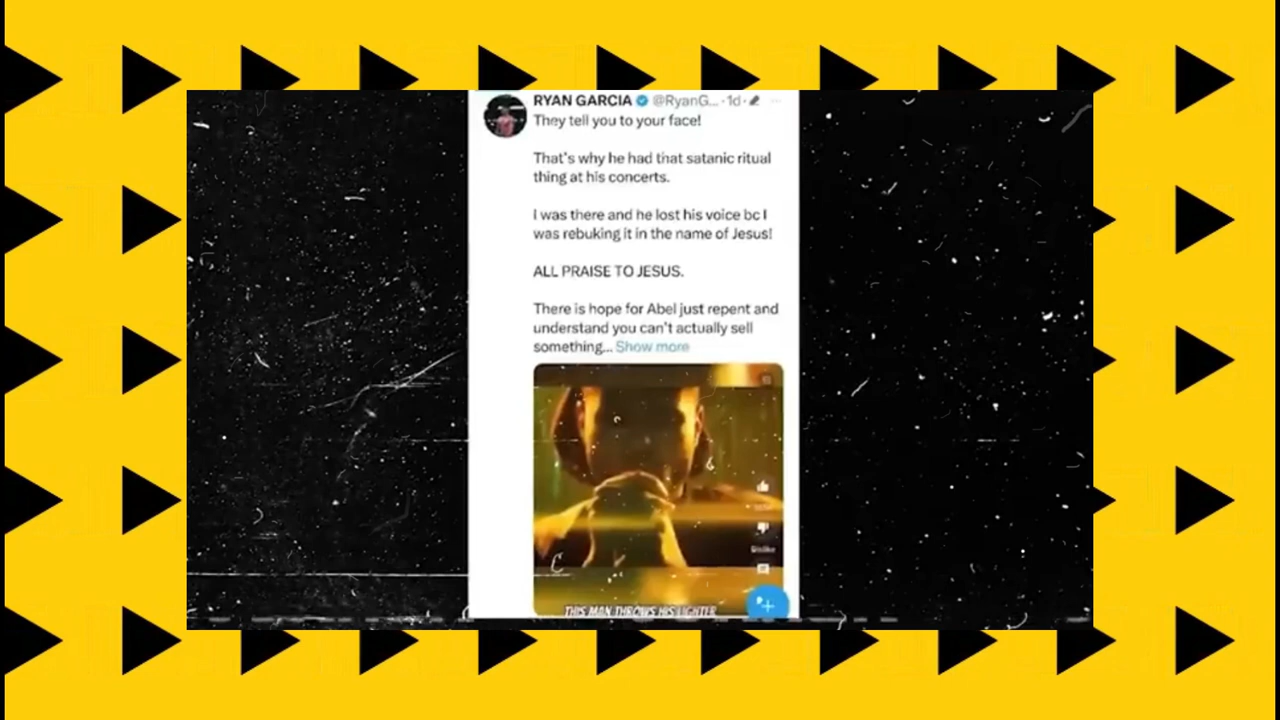 RYAN GARCIA @RyanG... · 1d ·
They tell you to your face!
That's why he had that satanic ritual
thing at his concerts.
I was there and he lost his voice bc I
was rebuking it in the name of Jesus!
ALL PRAISE TO JESUS.
There is hope for Abel just repent and
understand you can't actually sell
something... Show more
Dislike
THIS MAN THROWS HIS LIGHTER